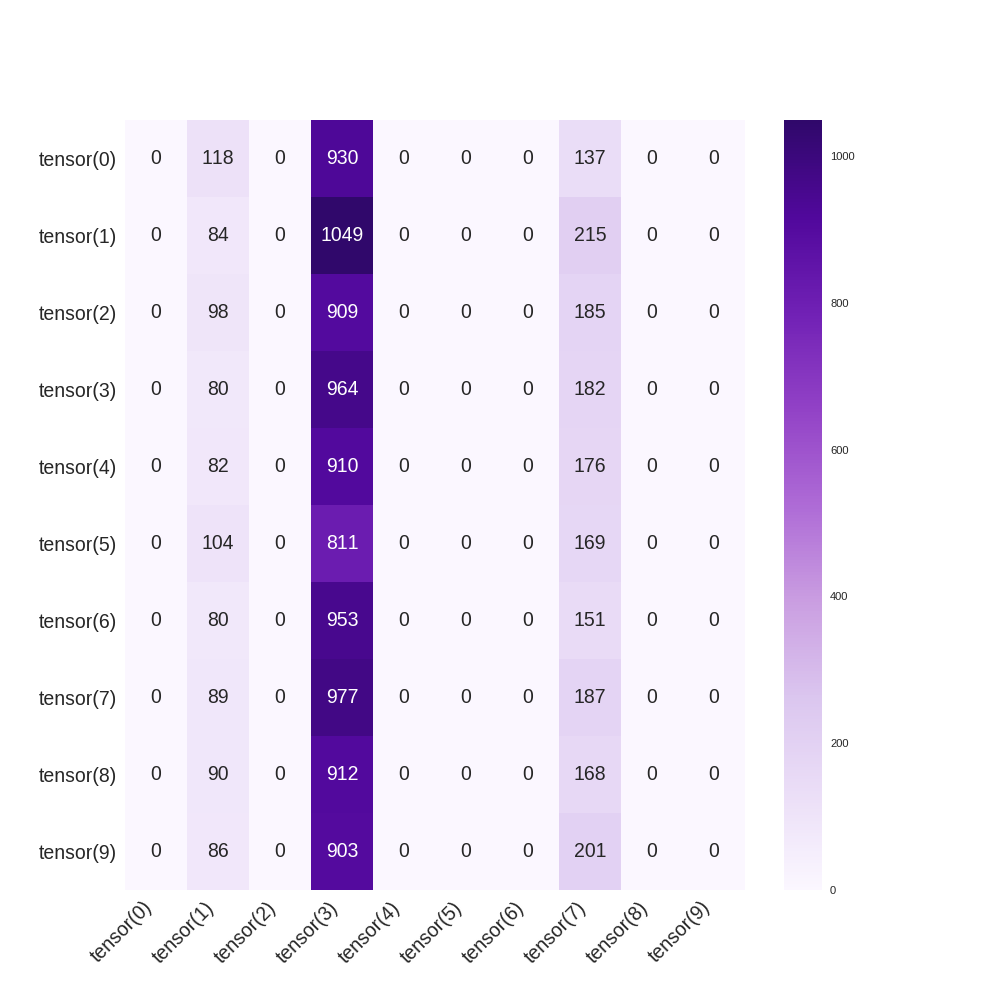 tensor(0) 0 118 0 930 0 0 0 137 0 0
tensor(1) 0 84 0 1049 0 0 0 215 0 0
tensor(2) 0 98 0 909 0 0 0 185 0 0
tensor(3) 0 80 0 964 0 0 0 182 0 0
tensor(4) 0 82 0 910 0 0 0 176 0 0
tensor(5) 0 104 0 811 0 0 0 169 0 0
tensor(6) 0 80 0 953 0 0 0 151 0 0
tensor(7) 0 89 0 977 0 0 0 187 0 0
tensor(8) 0 90 0 912 0 0 0 168 0 0
tensor(9) 0 86 0 903 0 0 0 201 0 0
tensor(0) tensor(1) tensor(2) tensor(3) tensor(4) tensor(5) tensor(6) tensor(7) tensor(8) tensor(9)
1000
800
600
400
200
0